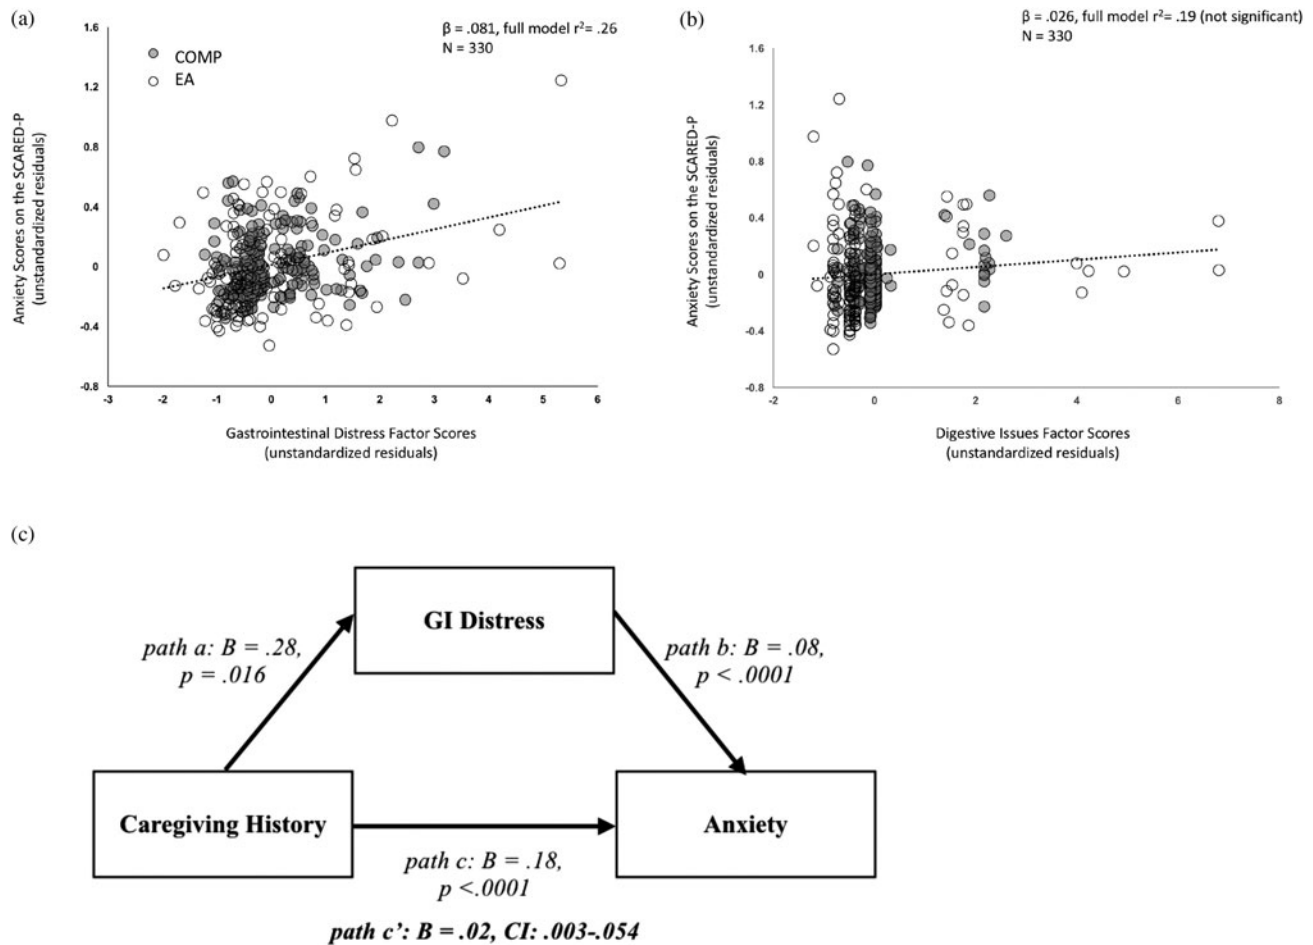 (a)
β = .081, full model r²= .26
N = 330
COMP
EA
1.6
1.2
0.8
0.4
0
-0.4
-0.8
-3
-2
-1
0
1
2
3
4
5
6
Anxiety Scores on the SCARED-P
(unstandardized residuals)
Gastrointestinal Distress Factor Scores
(unstandardized residuals)
(b)
β = .026, full model r²= .19 (not significant)
N = 330
1.6
1.2
0.8
0.4
0
-0.4
-0.8
-2
0
2
4
6
8
Anxiety Scores on the SCARED-P
(unstandardized residuals)
Digestive Issues Factor Scores
(unstandardized residuals)
(c)
GI Distress
path a: B = .28,
p = .016
path b: B = .08,
p < .0001
Caregiving History
Anxiety
path c: B = .18,
p <.0001
path c’: B = .02, CI: .003-.054